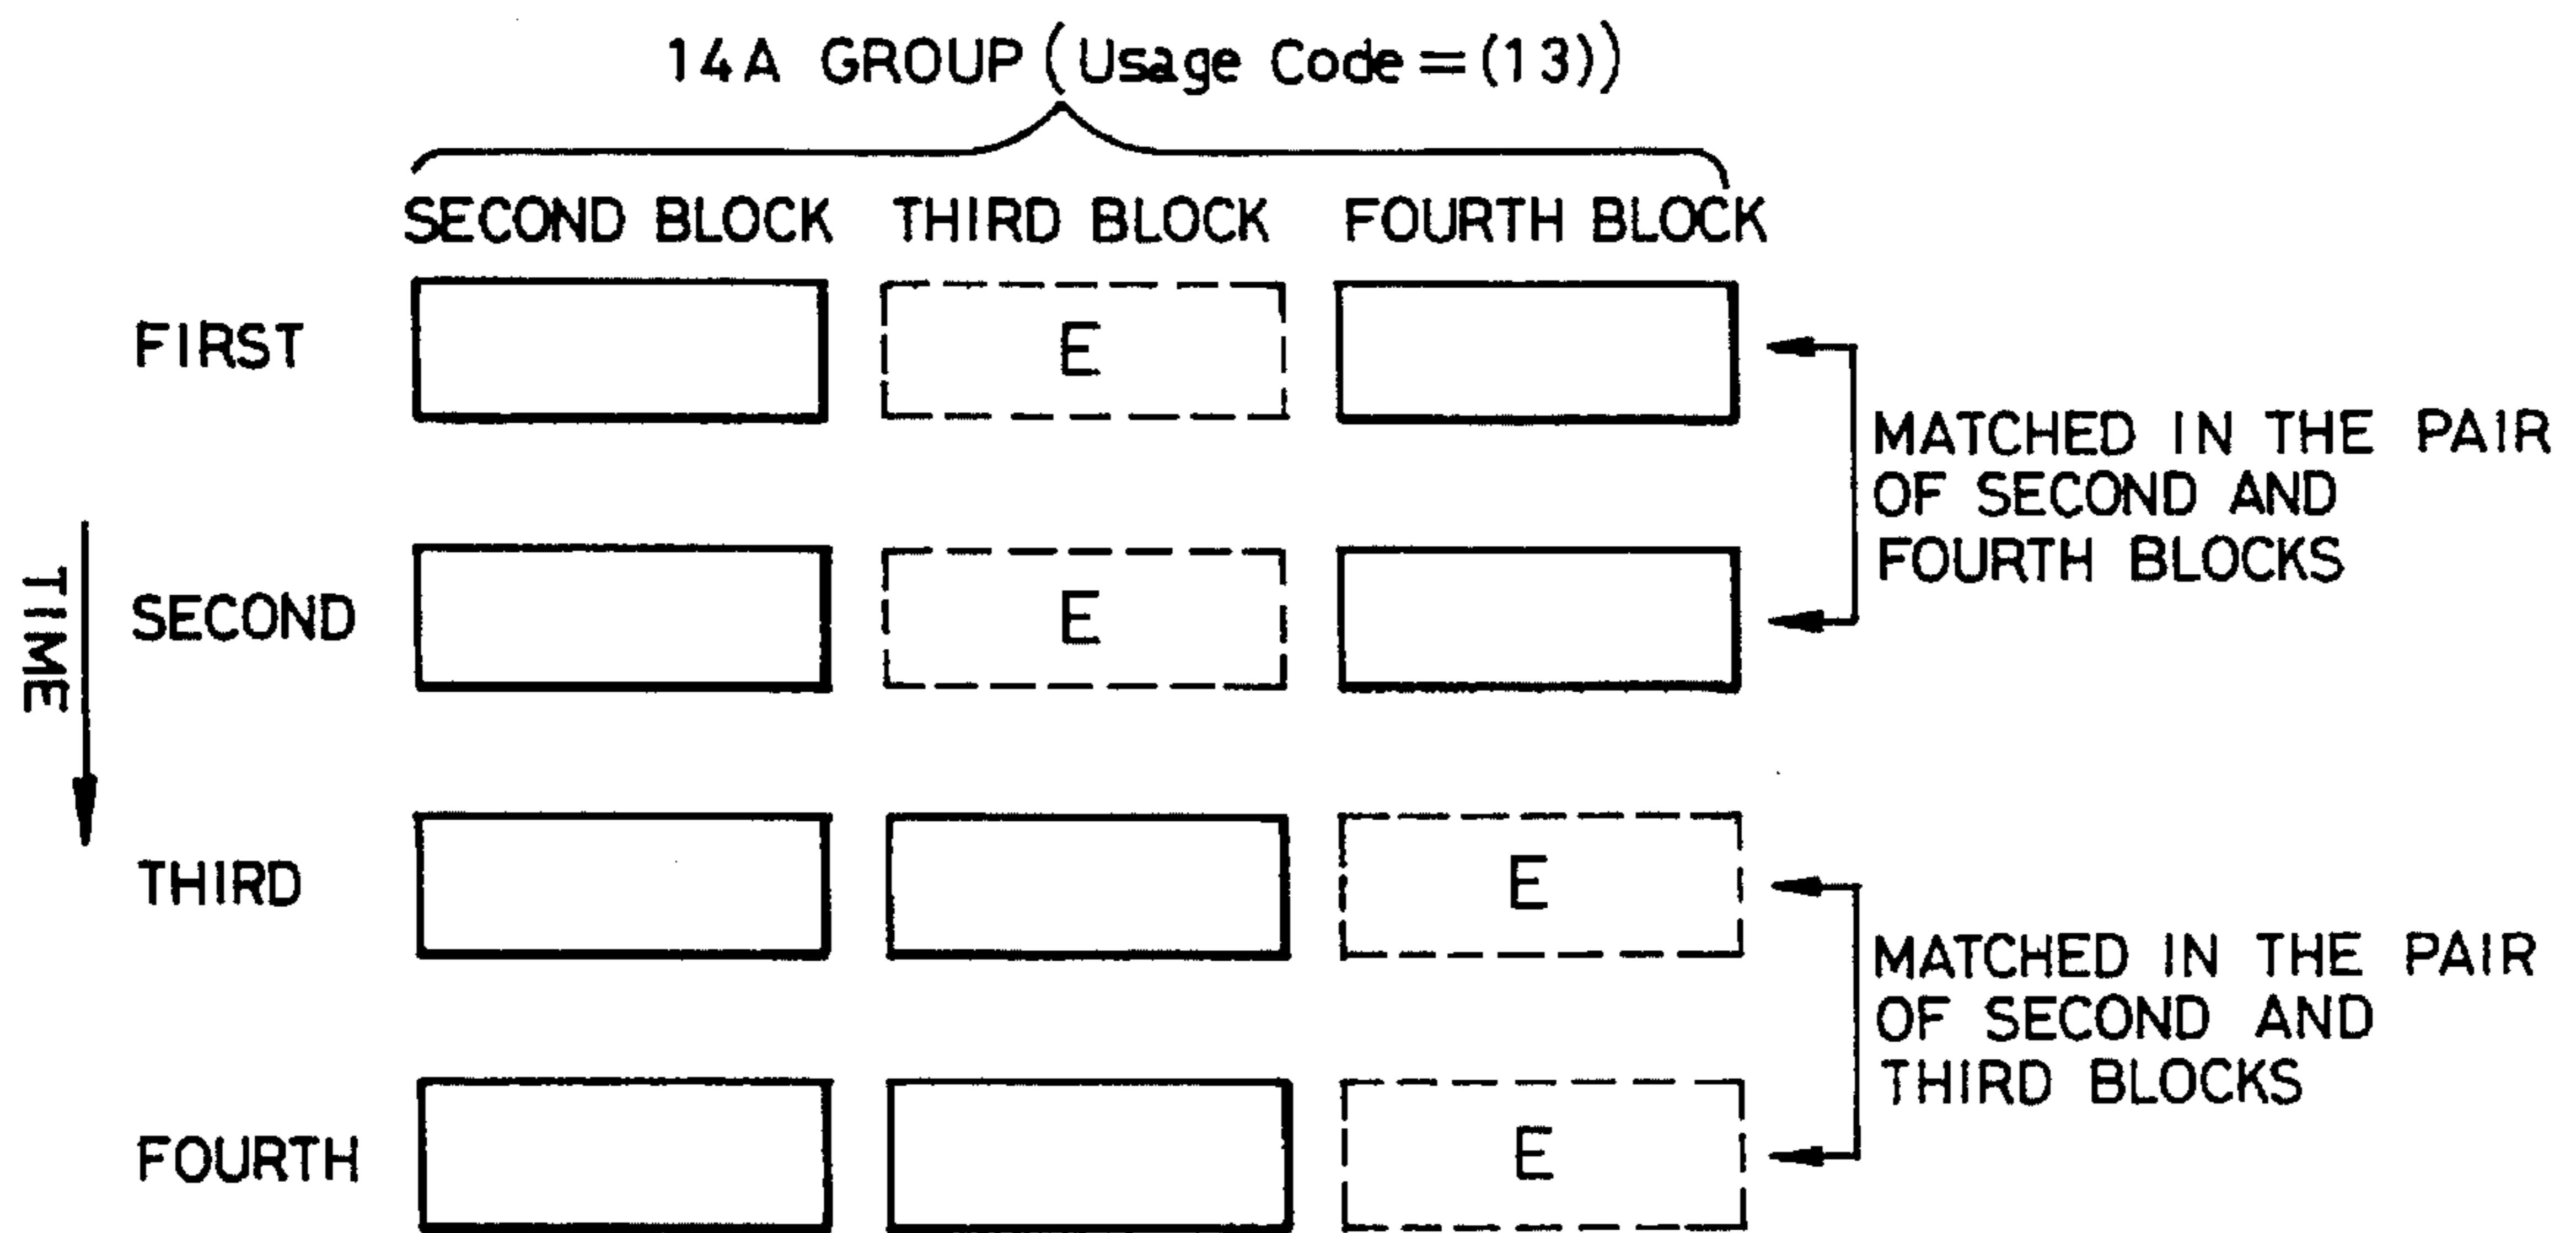 14A GROUP (Usage Code=(13))
SECOND BLOCK THIRD BLOCK FOURTH BLOCK
FIRST E
MATCHED IN THE PAIR
OF SECOND AND
FOURTH BLOCKS
TIME
SECOND E
THIRD E
MATCHED IN THE PAIR
OF SECOND AND
THIRD BLOCKS
FOURTH E